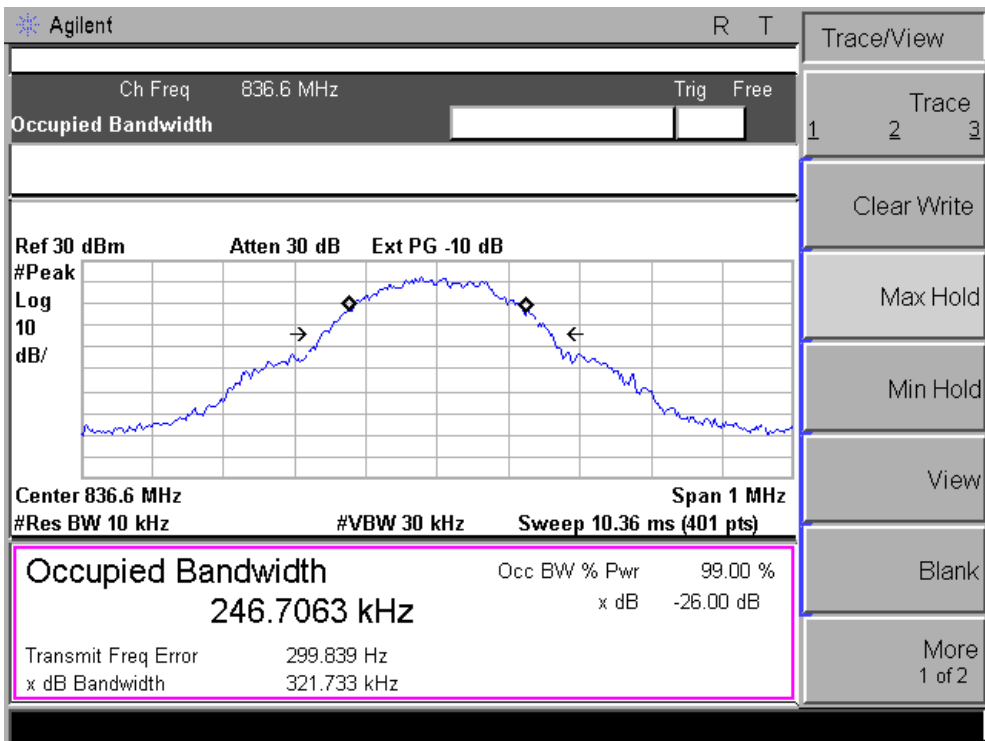 Agilent R T
Trace/View
Ch Freq 836.6 MHz Trig Free
Occupied Bandwidth
Trace
1 2 3
Clear Write
Max Hold
Min Hold
View
Blank
More
1 of 2
Ref 30 dBm Atten 30 dB Ext PG -10 dB
#Peak
Log
10
dB/
Center 836.6 MHz Span 1 MHz
#Res BW 10 kHz #VBW 30 kHz Sweep 10.36 ms (401 pts)
Occupied Bandwidth Occ BW % Pwr 99.00 %
246.7063 kHz x dB -26.00 dB
Transmit Freq Error 299.839 Hz
x dB Bandwidth 321.733 kHz